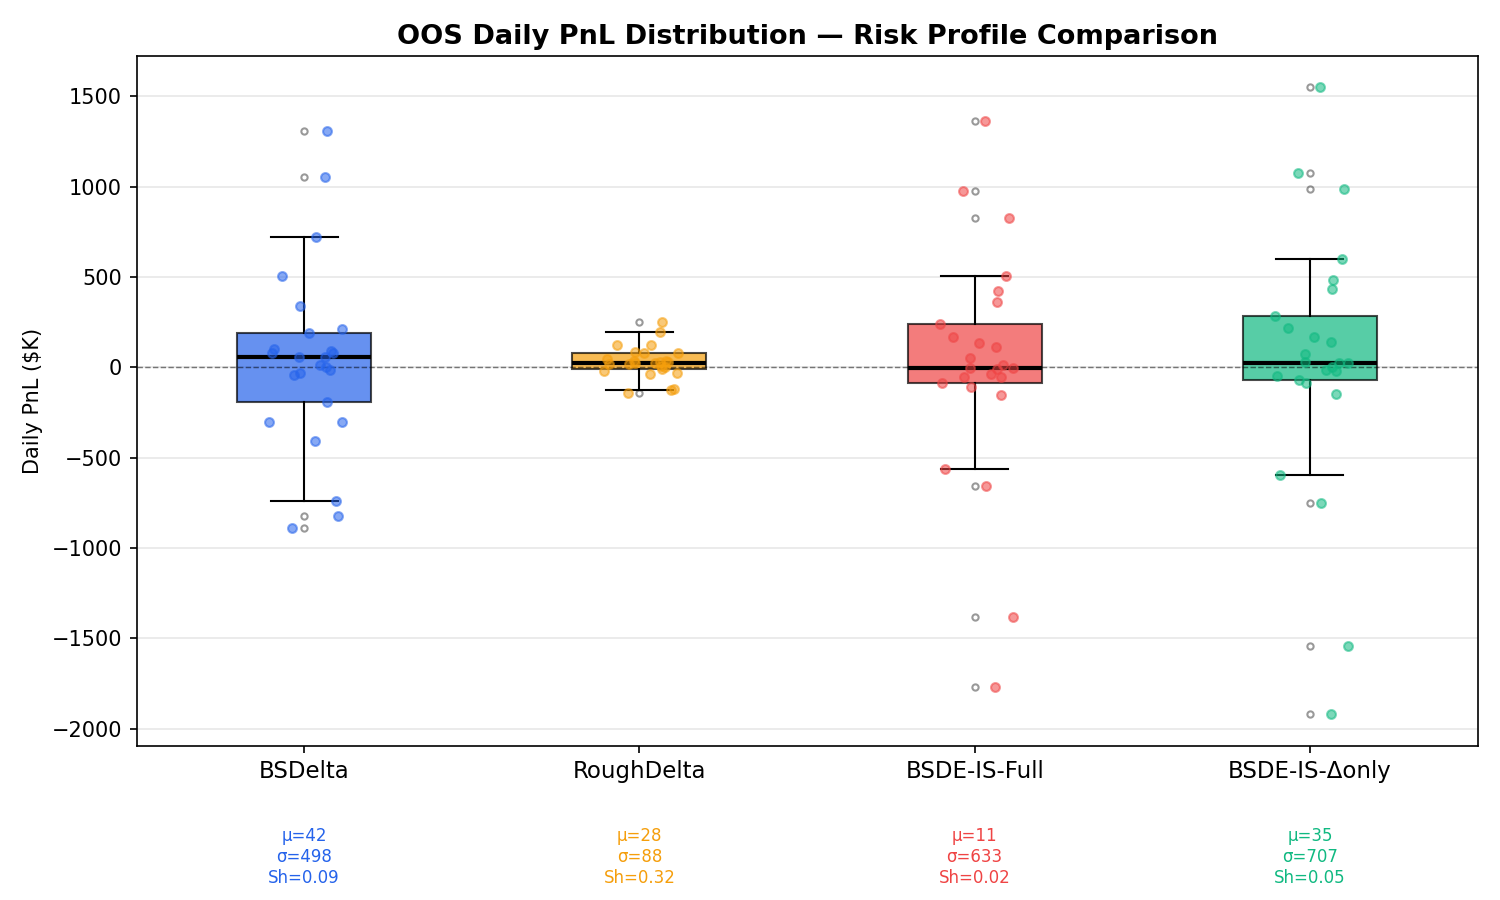 OOS Daily PnL Distribution — Risk Profile Comparison
Daily PnL ($K)
1500
1000
500
0
−500
−1000
−1500
−2000
BSDelta
RoughDelta
BSDE-IS-Full
BSDE-IS-Δonly
μ=42
σ=498
Sh=0.09
μ=28
σ=88
Sh=0.32
μ=11
σ=633
Sh=0.02
μ=35
σ=707
Sh=0.05